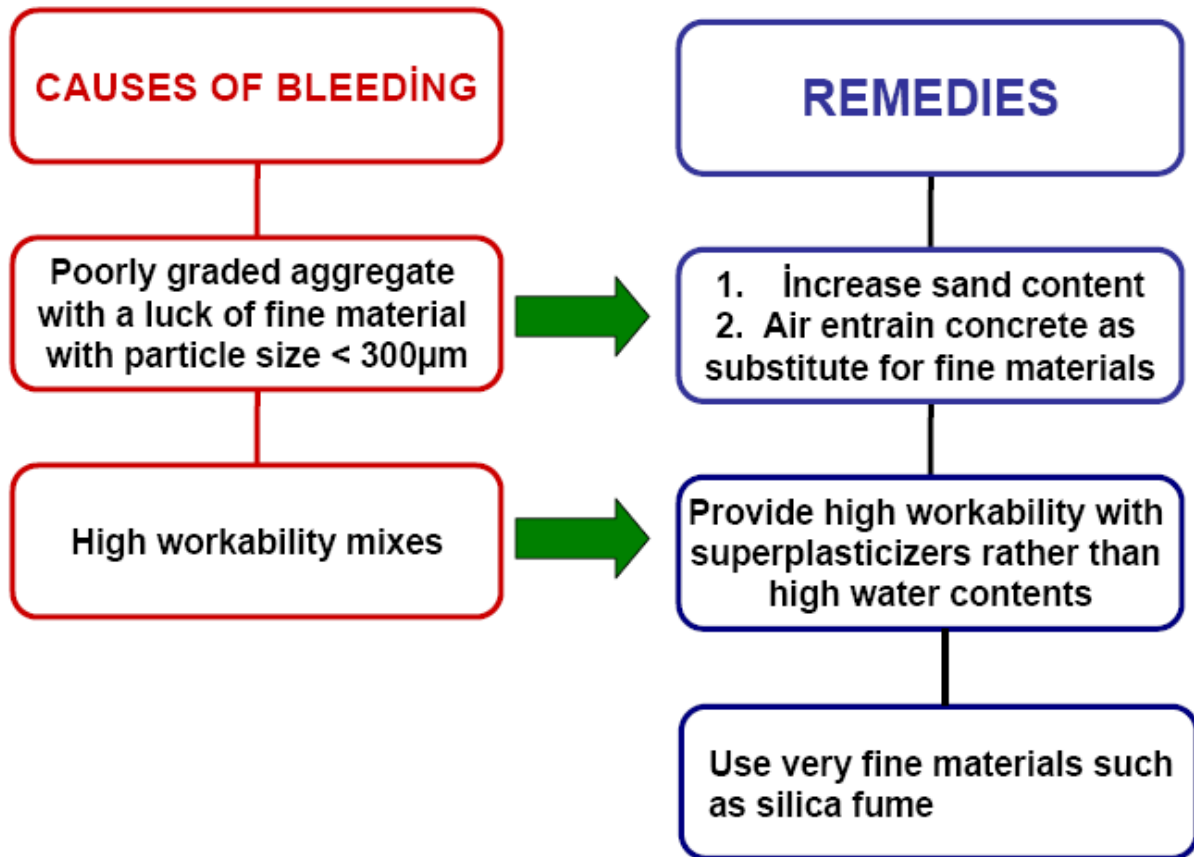 CAUSES OF BLEEDİNG
REMEDIES
Poorly graded aggregate
with a luck of fine material
with particle size < 300µm
1. İncrease sand content
2. Air entrain concrete as
substitute for fine materials
High workability mixes
Provide high workability with
superplasticizers rather than
high water contents
Use very fine materials such
as silica fume